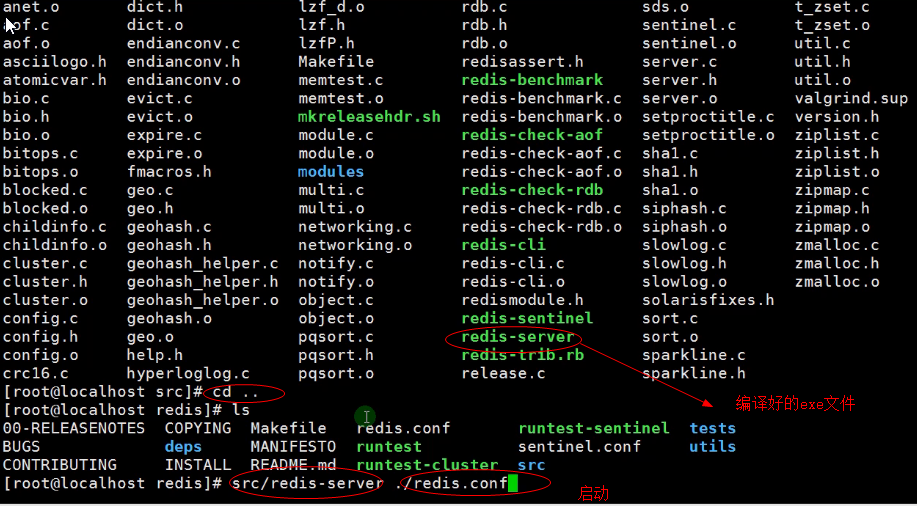 anet.o dict.h lzf_d.o rdb.c sds.o t_zset.c
aof.c dict.o lzf.h rdb.h sentinel.c t_zset.o
aof.o endianconv.c lzfP.h rdb.o sentinel.o util.c
asciilogo.h endianconv.h Makefile redisassert.h server.c util.h
atomicvar.h endianconv.o memtest.c redis-benchmark server.h util.o
bio.c evict.c memtest.o redis-benchmark.c server.o valgrind.sup
bio.h evict.o mkreleasehdr.sh redis-benchmark.o setproctitle.c version.h
bio.o expire.c module.c redis-check-aof setproctitle.o ziplist.c
bitops.c expire.o module.o redis-check-aof.c sha1.c ziplist.h
bitops.o fmacros.h modules redis-check-aof.o sha1.h ziplist.o
blocked.c geo.c multi.c redis-check-rdb sha1.o zipmap.c
blocked.o geo.h multi.o redis-check-rdb.c siphash.c zipmap.h
childinfo.c geohash.c networking.c redis-check-rdb.o siphash.o zipmap.o
childinfo.o geohash.h networking.o redis-cli slowlog.c zmalloc.c
cluster.c geohash_helper.c notify.c redis-cli.c slowlog.h zmalloc.h
cluster.h geohash_helper.h notify.o redis-cli.o slowlog.o zmalloc.o
cluster.o geohash_helper.o object.c redismodule.h solarisfixes.h
config.c geohash.o object.o redis-sentinel sort.c
config.h geo.o pqsort.c redis-server sort.o
config.o help.h pqsort.h redis-trib.rb sparkline.c
crc16.c hyperloglog.c pqsort.o release.c sparkline.h
[root@localhost src]# cd ..
编译好的exe文件
[root@localhost redis]# ls
00-RELEASENOTES COPYING Makefile redis.conf runtest-sentinel tests
BUGS deps MANIFESTO runtest sentinel.conf utils
CONTRIBUTING INSTALL README.md runtest-cluster src
[root@localhost redis]# src/redis-server ./redis.conf
启动